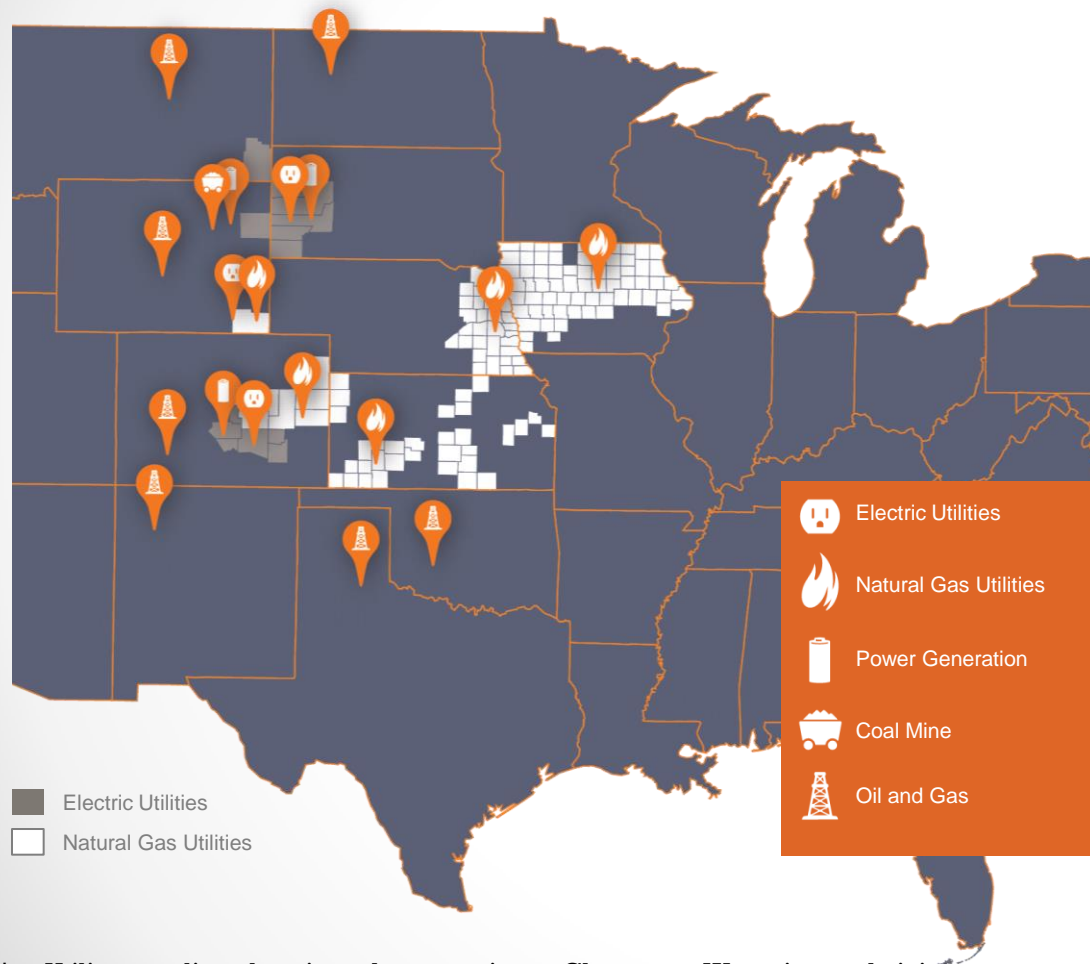 Electric Utilities
Natural Gas Utilities
Power Generation
Coal Mine
Oil and Gas
Electric Utilities
Natural Gas Utilities